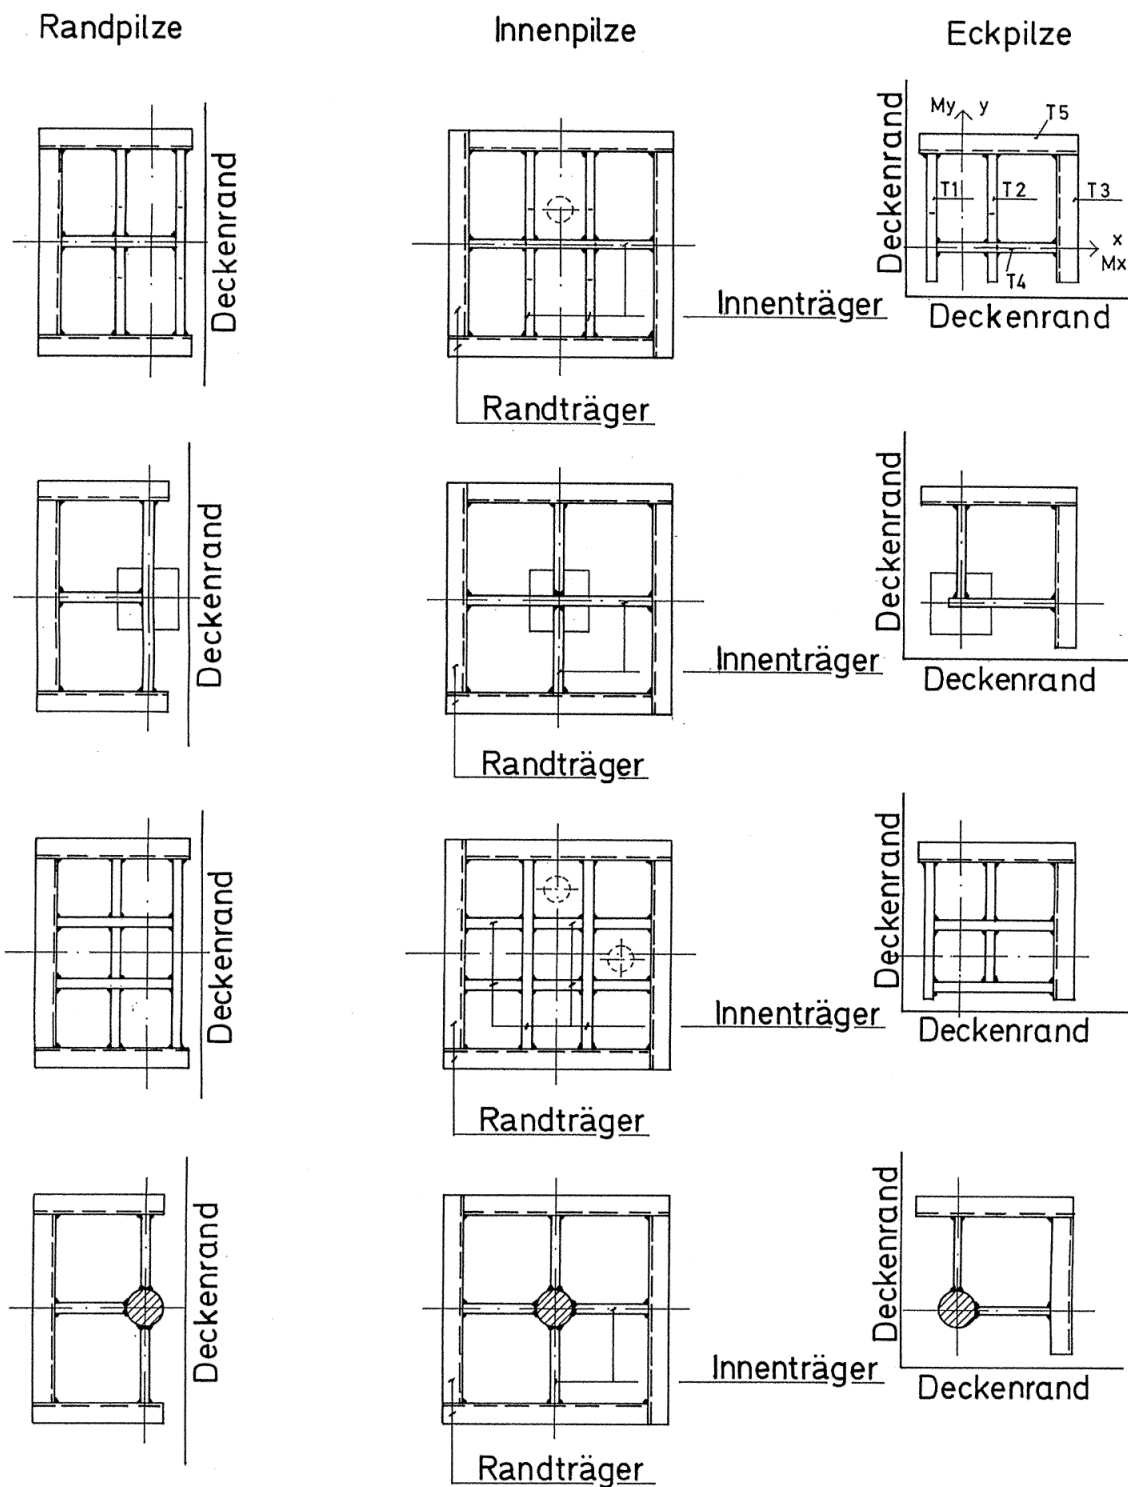 Randpilze
Innenpilze
Eckpilze
Deckenrand
Innenträger
Randträger
Deckenrand
My
y
T5
T1
T2
T3
x
Mx
T4
Deckenrand
Deckenrand
Innenträger
Randträger
Deckenrand
Deckenrand
Deckenrand
Innenträger
Randträger
Deckenrand
Deckenrand
Deckenrand
Innenträger
Randträger
Deckenrand
Deckenrand